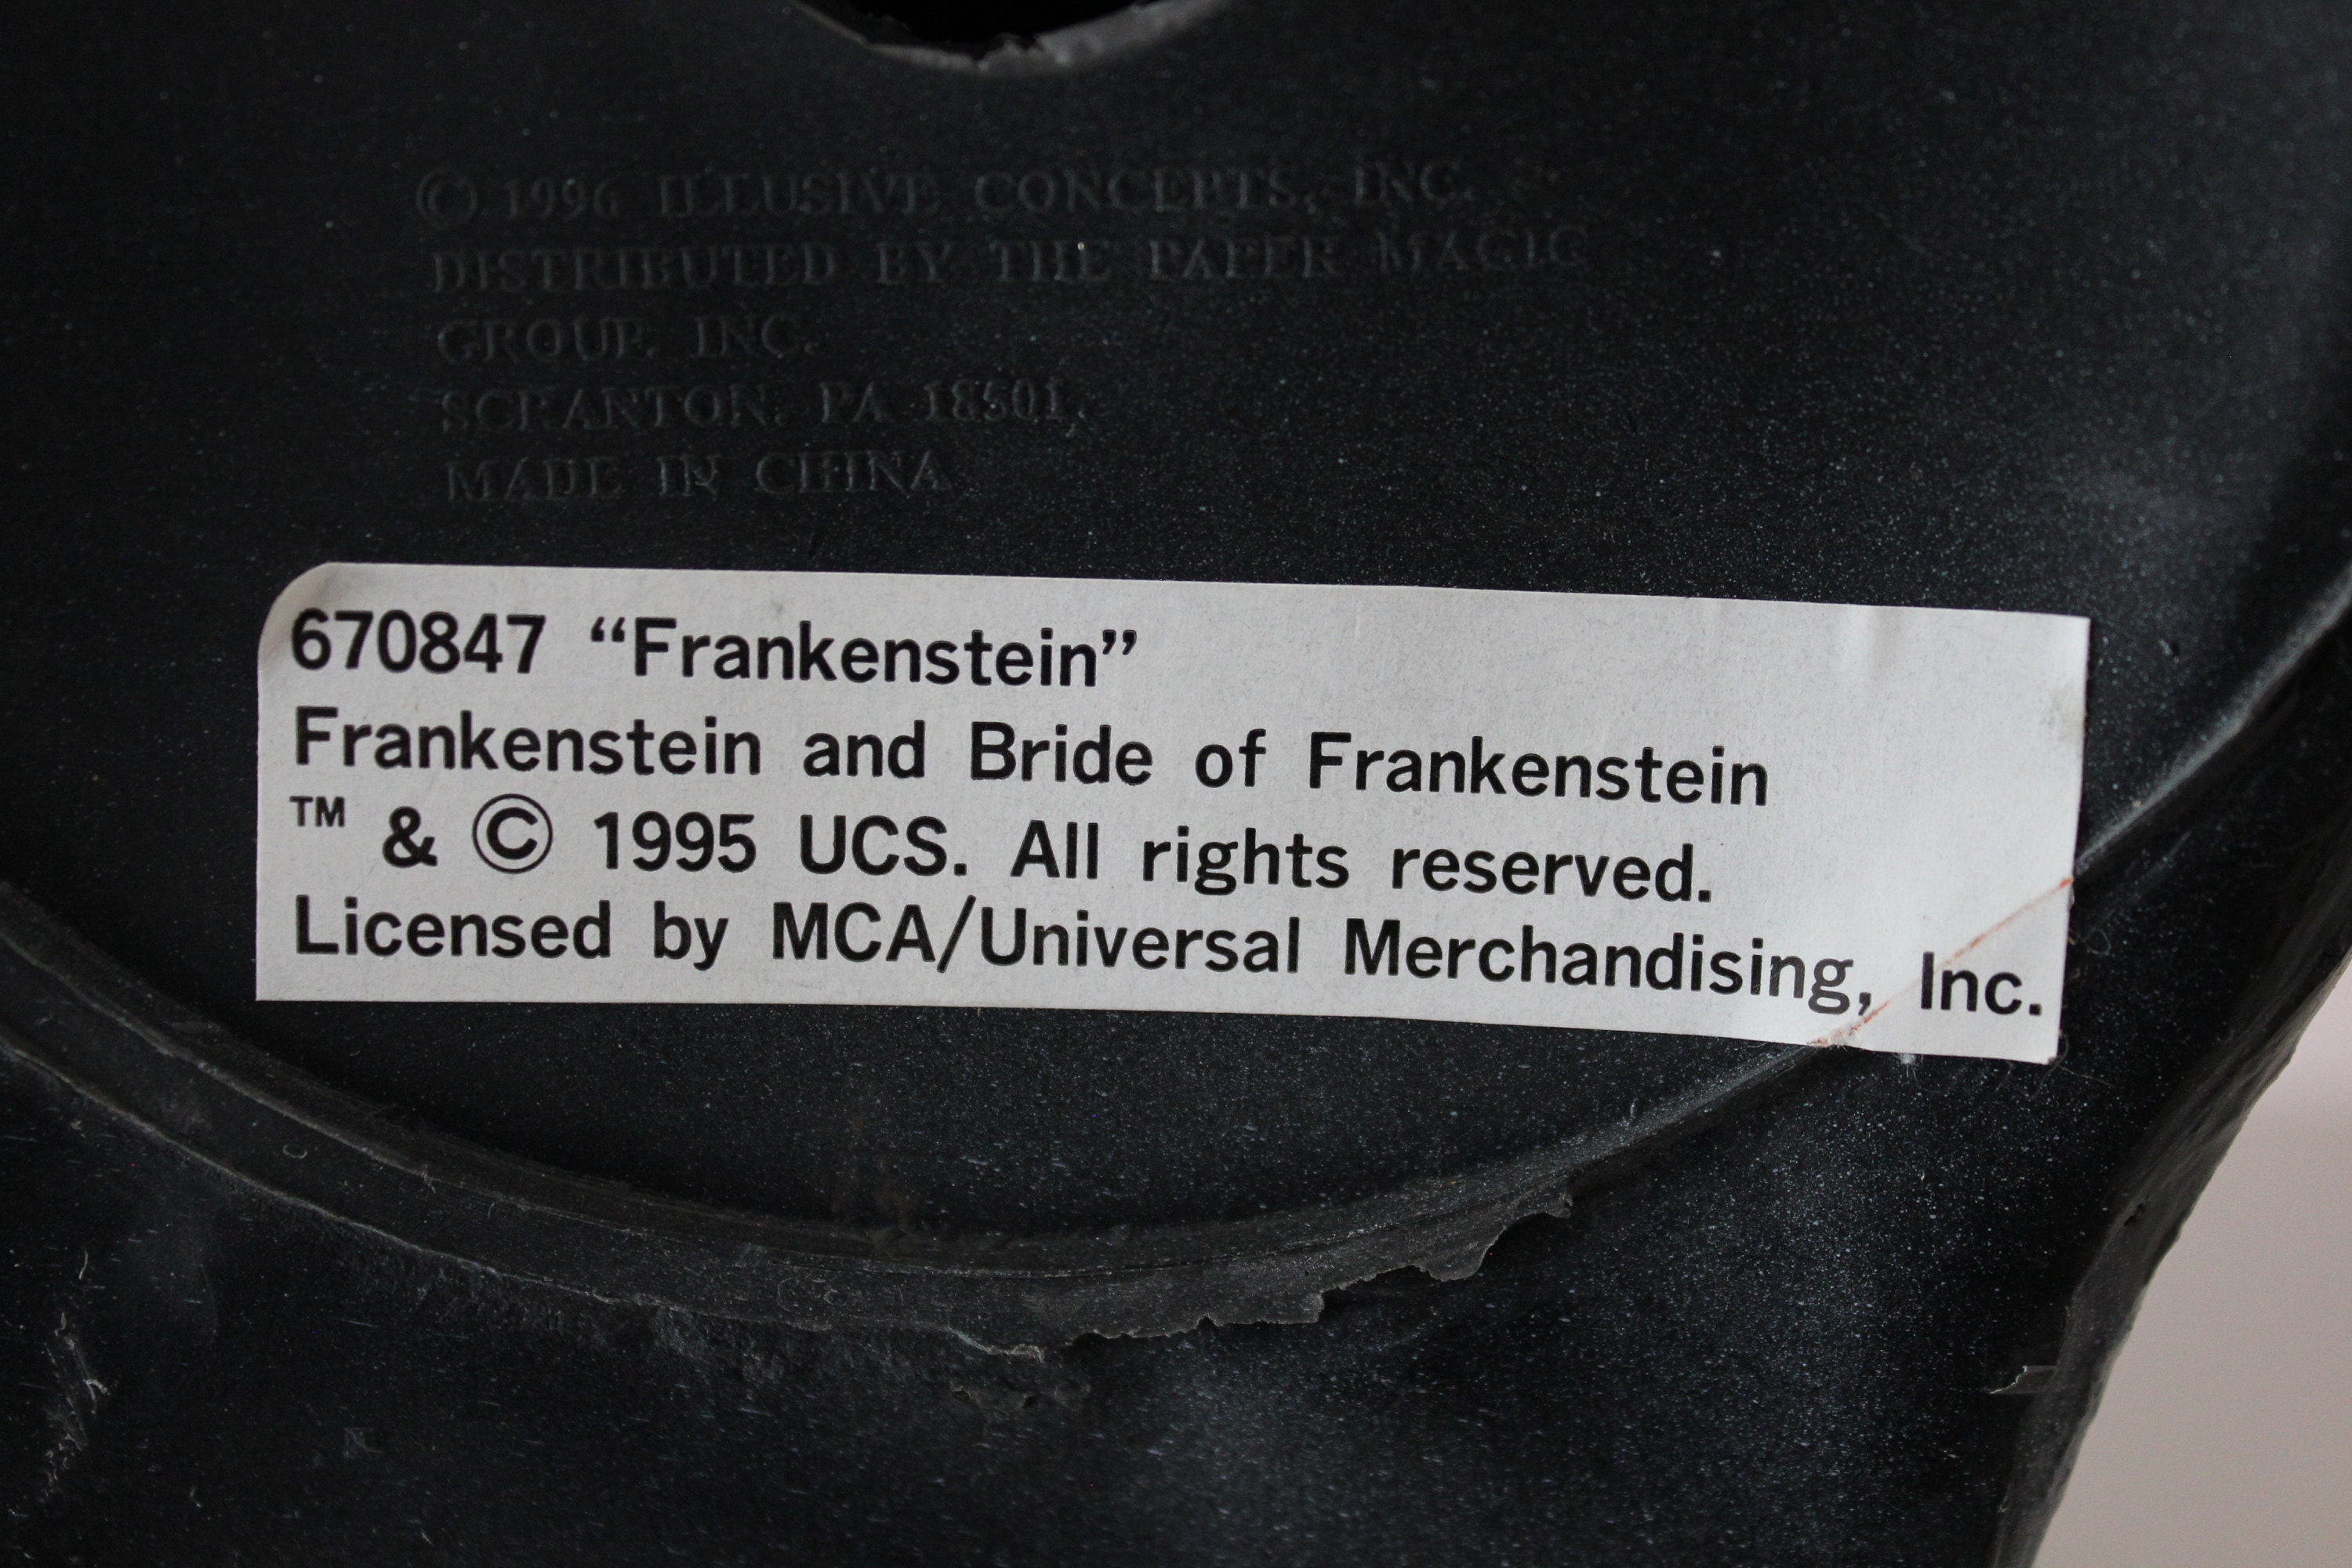 © 1996 ILLUSIVE CONCEPTS, INC.
DISTRIBUTED BY THE PAPER MAGIC
GROUP, INC.
SCRANTON, PA 18501,
MADE IN CHINA
670847 “Frankenstein”
Frankenstein and Bride of Frankenstein
™ & © 1995 UCS. All rights reserved.
Licensed by MCA/Universal Merchandising, Inc.